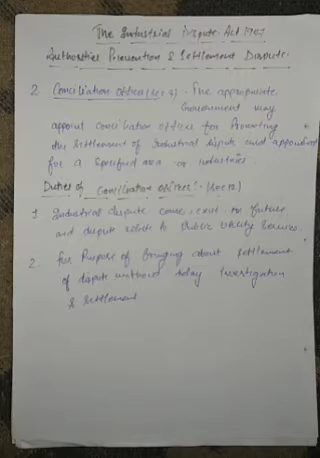 The Industrial Dispute Act 1947
Authorities Prevention & Settlement Dispute.
2. Conciliation officer (sec 4). The appropriate
Government may
appoint conciliation officer for Promoting
the settlement of Industrial dispute and appointed
for a Specified area or industries.
Duties of Conciliation officer. (Sec 12)
1 Industrial dispute exist or future
and dispute relate to Public Utility Services.
2 for Purpose of bringing about settlement
of dispute without delay Investigation
& Settlement